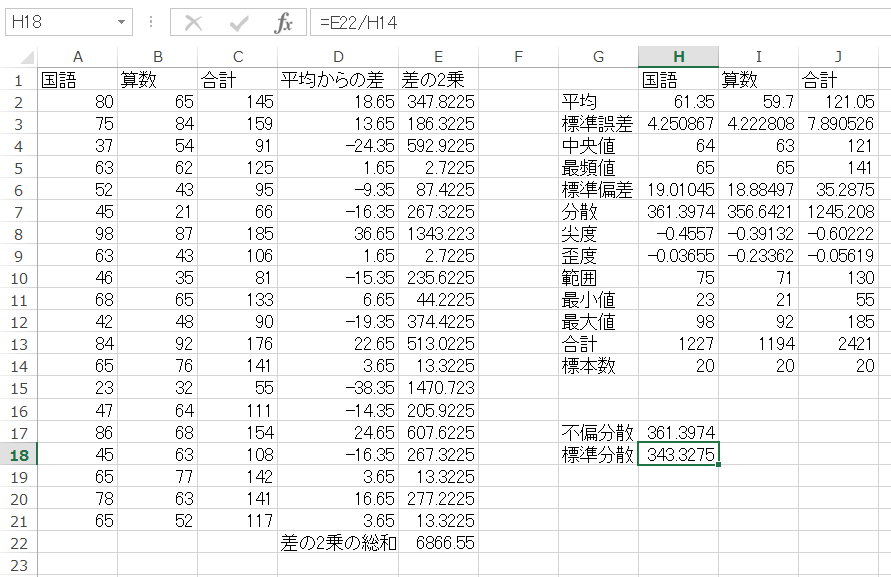 H18 fx =E22/H14
A B C D E F G H I J
1 国語 算数 合計 平均からの差 差の2乗 国語 算数 合計
2 80 65 145 18.65 347.8225 平均 61.35 59.7 121.05
3 75 84 159 13.65 186.3225 標準誤差 4.250867 4.222808 7.890526
4 37 54 91 -24.35 592.9225 中央値 64 63 121
5 63 62 125 1.65 2.7225 最頻値 65 65 141
6 52 43 95 -9.35 87.4225 標準偏差 19.01045 18.88497 35.2875
7 45 21 66 -16.35 267.3225 分散 361.3974 356.6421 1245.208
8 98 87 185 36.65 1343.223 尖度 -0.4557 -0.39132 -0.60222
9 63 43 106 1.65 2.7225 歪度 -0.03655 -0.23362 -0.05619
10 46 35 81 -15.35 235.6225 範囲 75 71 130
11 68 65 133 6.65 44.2225 最小値 23 21 55
12 42 48 90 -19.35 374.4225 最大値 98 92 185
13 84 92 176 22.65 513.0225 合計 1227 1194 2421
14 65 76 141 3.65 13.3225 標本数 20 20 20
15 23 32 55 -38.35 1470.723
16 47 64 111 -14.35 205.9225
17 86 68 154 24.65 607.6225 不偏分散 361.3974
18 45 63 108 -16.35 267.3225 標準分散 343.3275
19 65 77 142 3.65 13.3225
20 78 63 141 16.65 277.2225
21 65 52 117 3.65 13.3225
22 差の2乗の総和 6866.55
23